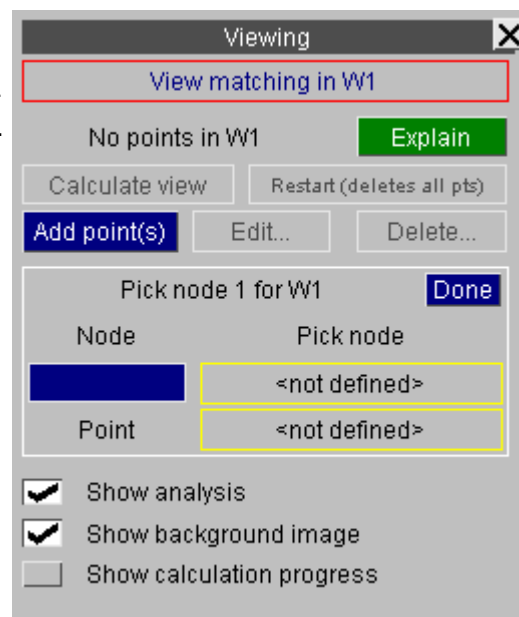 Viewing X
View matching in W1
No points in W1 Explain
Calculate view Restart (deletes all pts)
Add point(s) Edit... Delete...
Pick node 1 for W1 Done
Node Pick node
<not defined>
Point <not defined>
Show analysis
Show background image
Show calculation progress